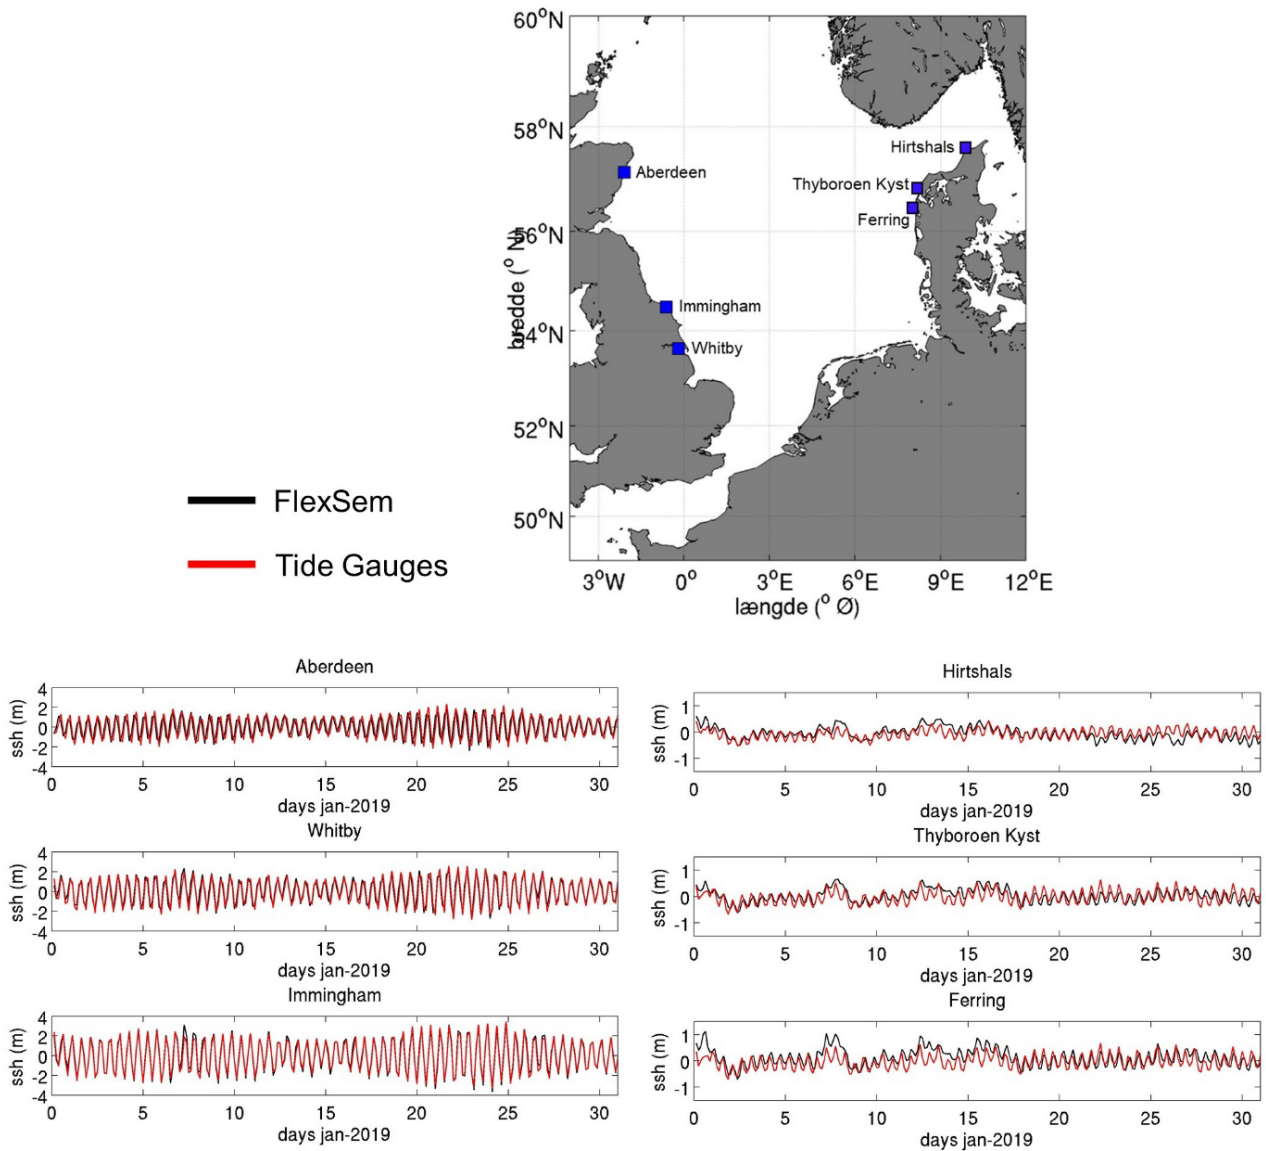 60°N
58°N
56°N
54°N
52°N
50°N
bredde (° N)
Hirtshals
Aberdeen
Thyboroen Kyst
Ferring
Immingham
Whitby
3°W 0° 3°E 6°E 9°E 12°E
længde (° Ø)
FlexSem
Tide Gauges
Aberdeen
ssh (m)
4
2
0
-2
-4
0 5 10 15 20 25 30
days jan-2019
Whitby
ssh (m)
4
2
0
-2
-4
0 5 10 15 20 25 30
days jan-2019
Immingham
ssh (m)
4
2
0
-2
-4
0 5 10 15 20 25 30
days jan-2019
Hirtshals
ssh (m)
1
0
-1
0 5 10 15 20 25 30
days jan-2019
Thyboroen Kyst
ssh (m)
1
0
-1
0 5 10 15 20 25 30
days jan-2019
Ferring
ssh (m)
1
0
-1
0 5 10 15 20 25 30
days jan-2019